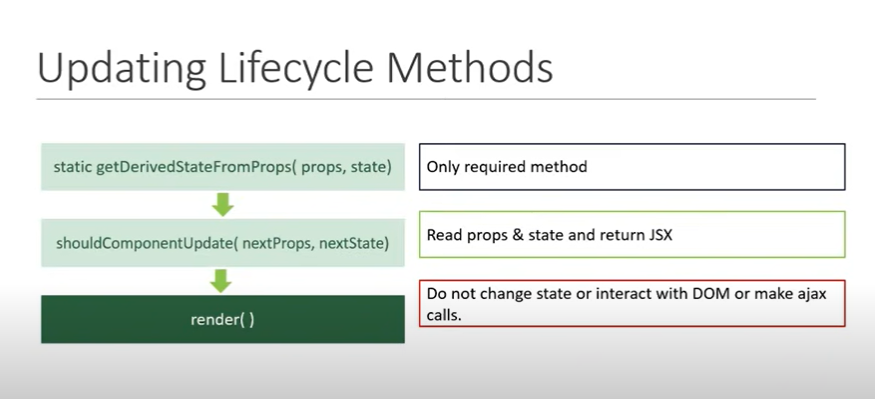 Updating Lifecycle Methods
static getDerivedStateFromProps( props, state)
Only required method
shouldComponentUpdate( nextProps, nextState)
Read props & state and return JSX
render( )
Do not change state or interact with DOM or make ajax
calls.